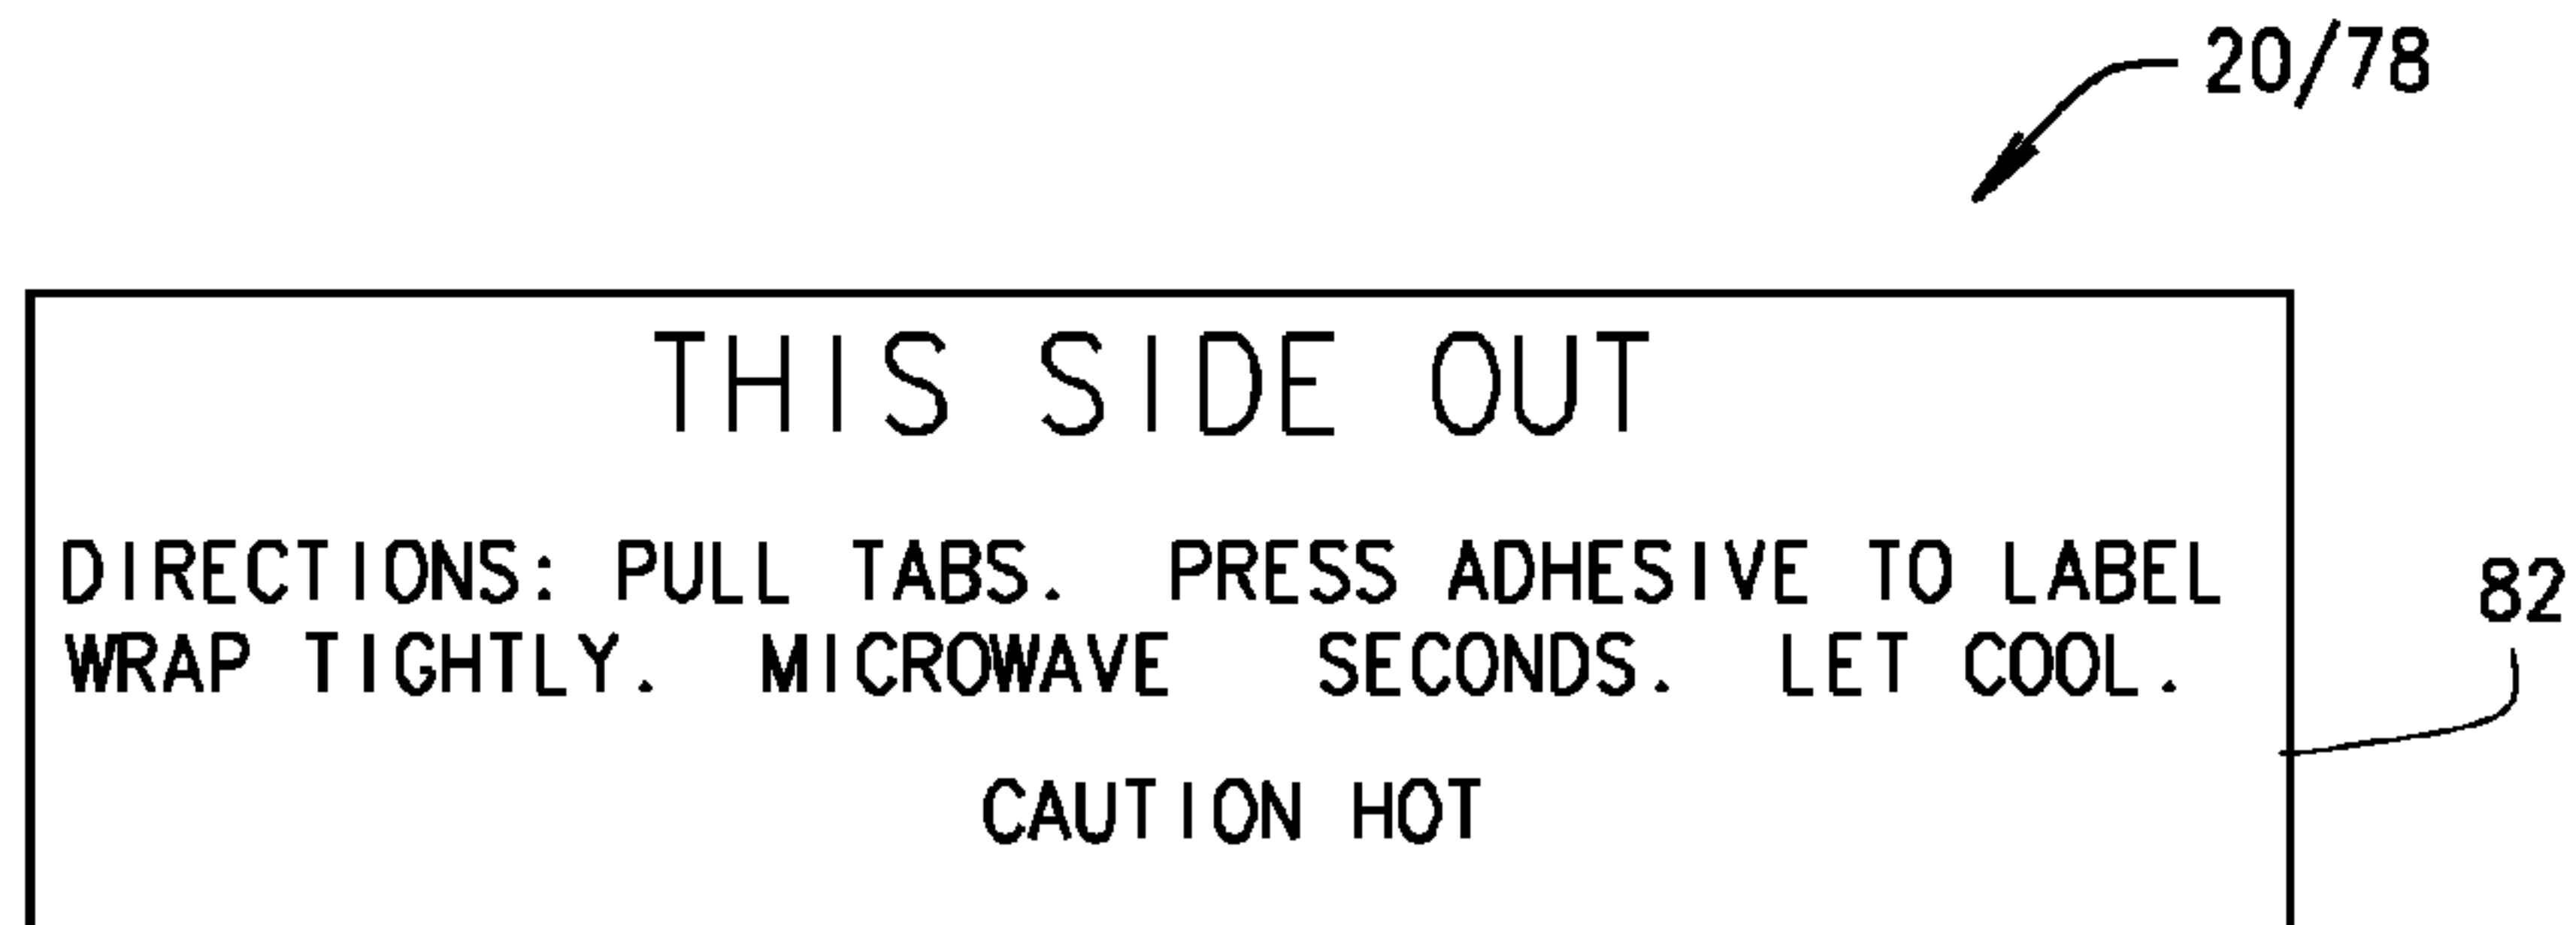 20/78
THIS SIDE OUT
DIRECTIONS: PULL TABS. PRESS ADHESIVE TO LABEL
82
WRAP TIGHTLY. MICROWAVE SECONDS. LET COOL.
CAUTION HOT